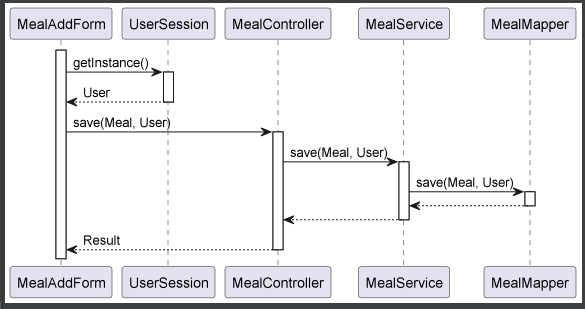 MealAddForm UserSession MealController MealService MealMapper
getInstance()
User
save(Meal, User)
save(Meal, User)
save(Meal, User)
Result
MealAddForm UserSession MealController MealService MealMapper